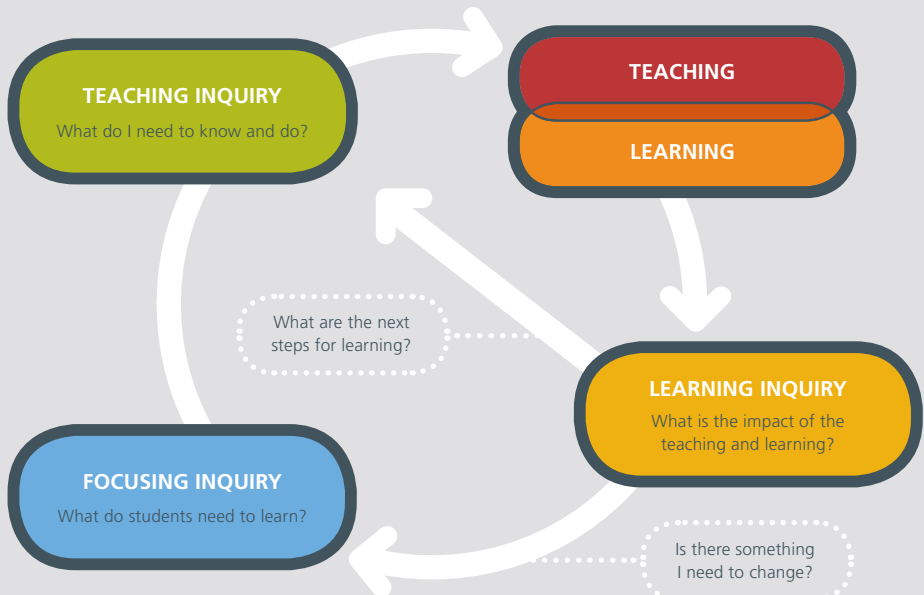 TEACHING INQUIRY
What do I need to know and do?
TEACHING
LEARNING
What are the next
steps for learning?
LEARNING INQUIRY
What is the impact of the
teaching and learning?
FOCUSING INQUIRY
What do students need to learn?
Is there something
I need to change?